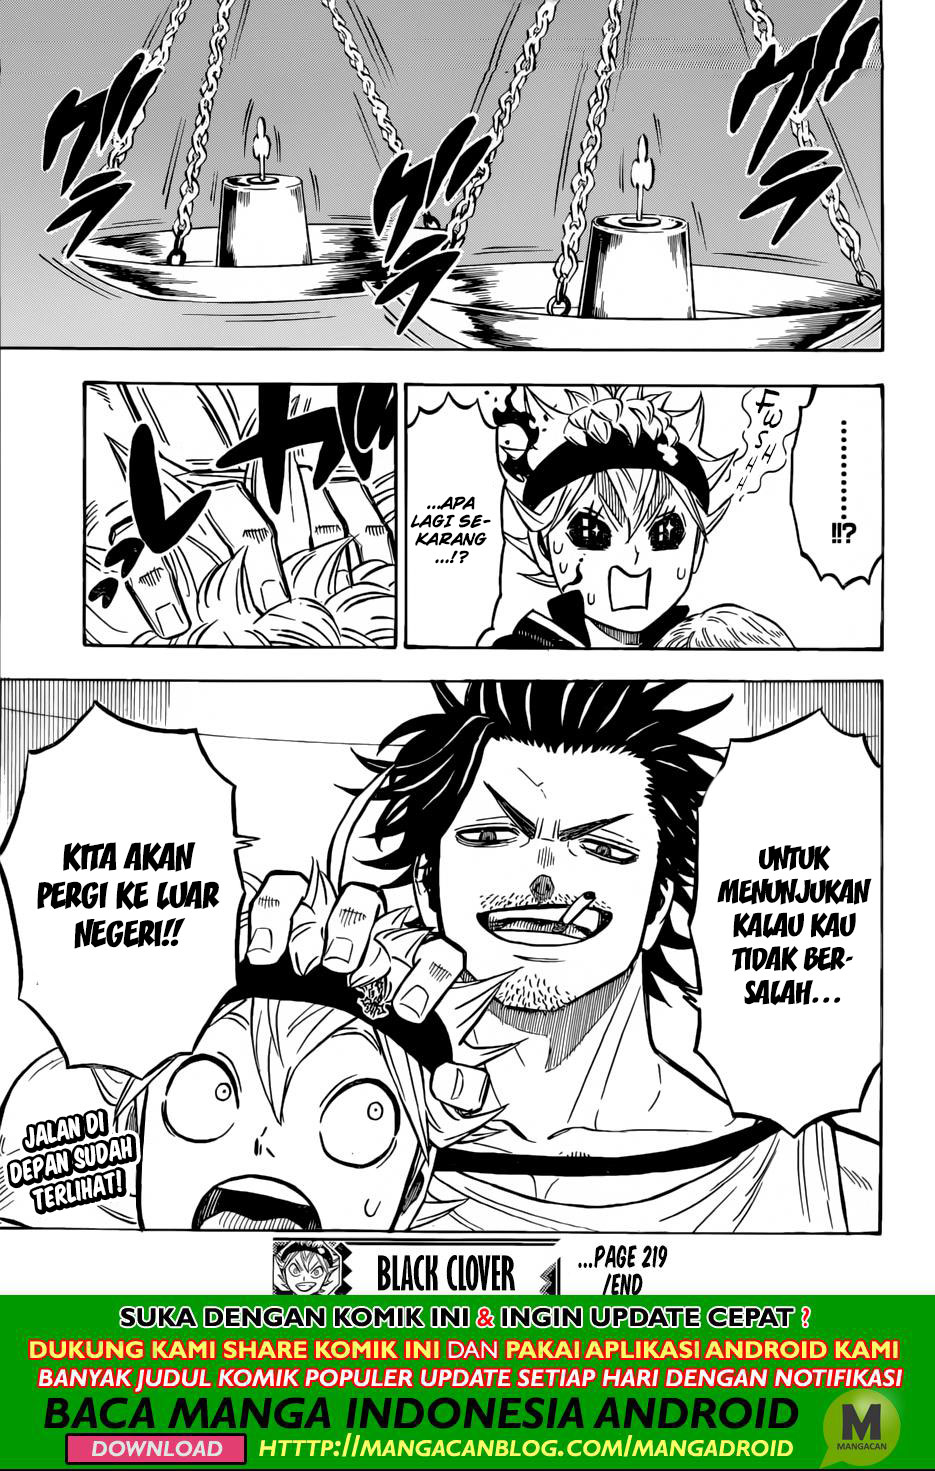 グ
グ
グ
ラ
グ
ラ
グ
ラ
..........!!?
FWSHHH
...APA
LAGI SE-
KARANG
...!?
UNTUK
MENUNJUKAN
KALAU KAU
TIDAK BER-
SALAH...
KITA AKAN
PERGI KE LUAR
NEGERI!!
JALAN DI
DEPAN SUDAH
TERLIHAT!
BLACK CLOVER
...PAGE 219
/END
SUKA DENGAN KOMIK INI & INGIN UPDATE CEPAT ?
DUKUNG KAMI SHARE KOMIK INI DAN PAKAI APLIKASI ANDROID KAMI
BANYAK JUDUL KOMIK POPULER UPDATE SETIAP HARI DENGAN NOTIFIKASI
BACA MANGA INDONESIA ANDROID
DOWNLOAD HTTTP://MANGACANBLOG.COM/MANGADROID
M
MANGACAN